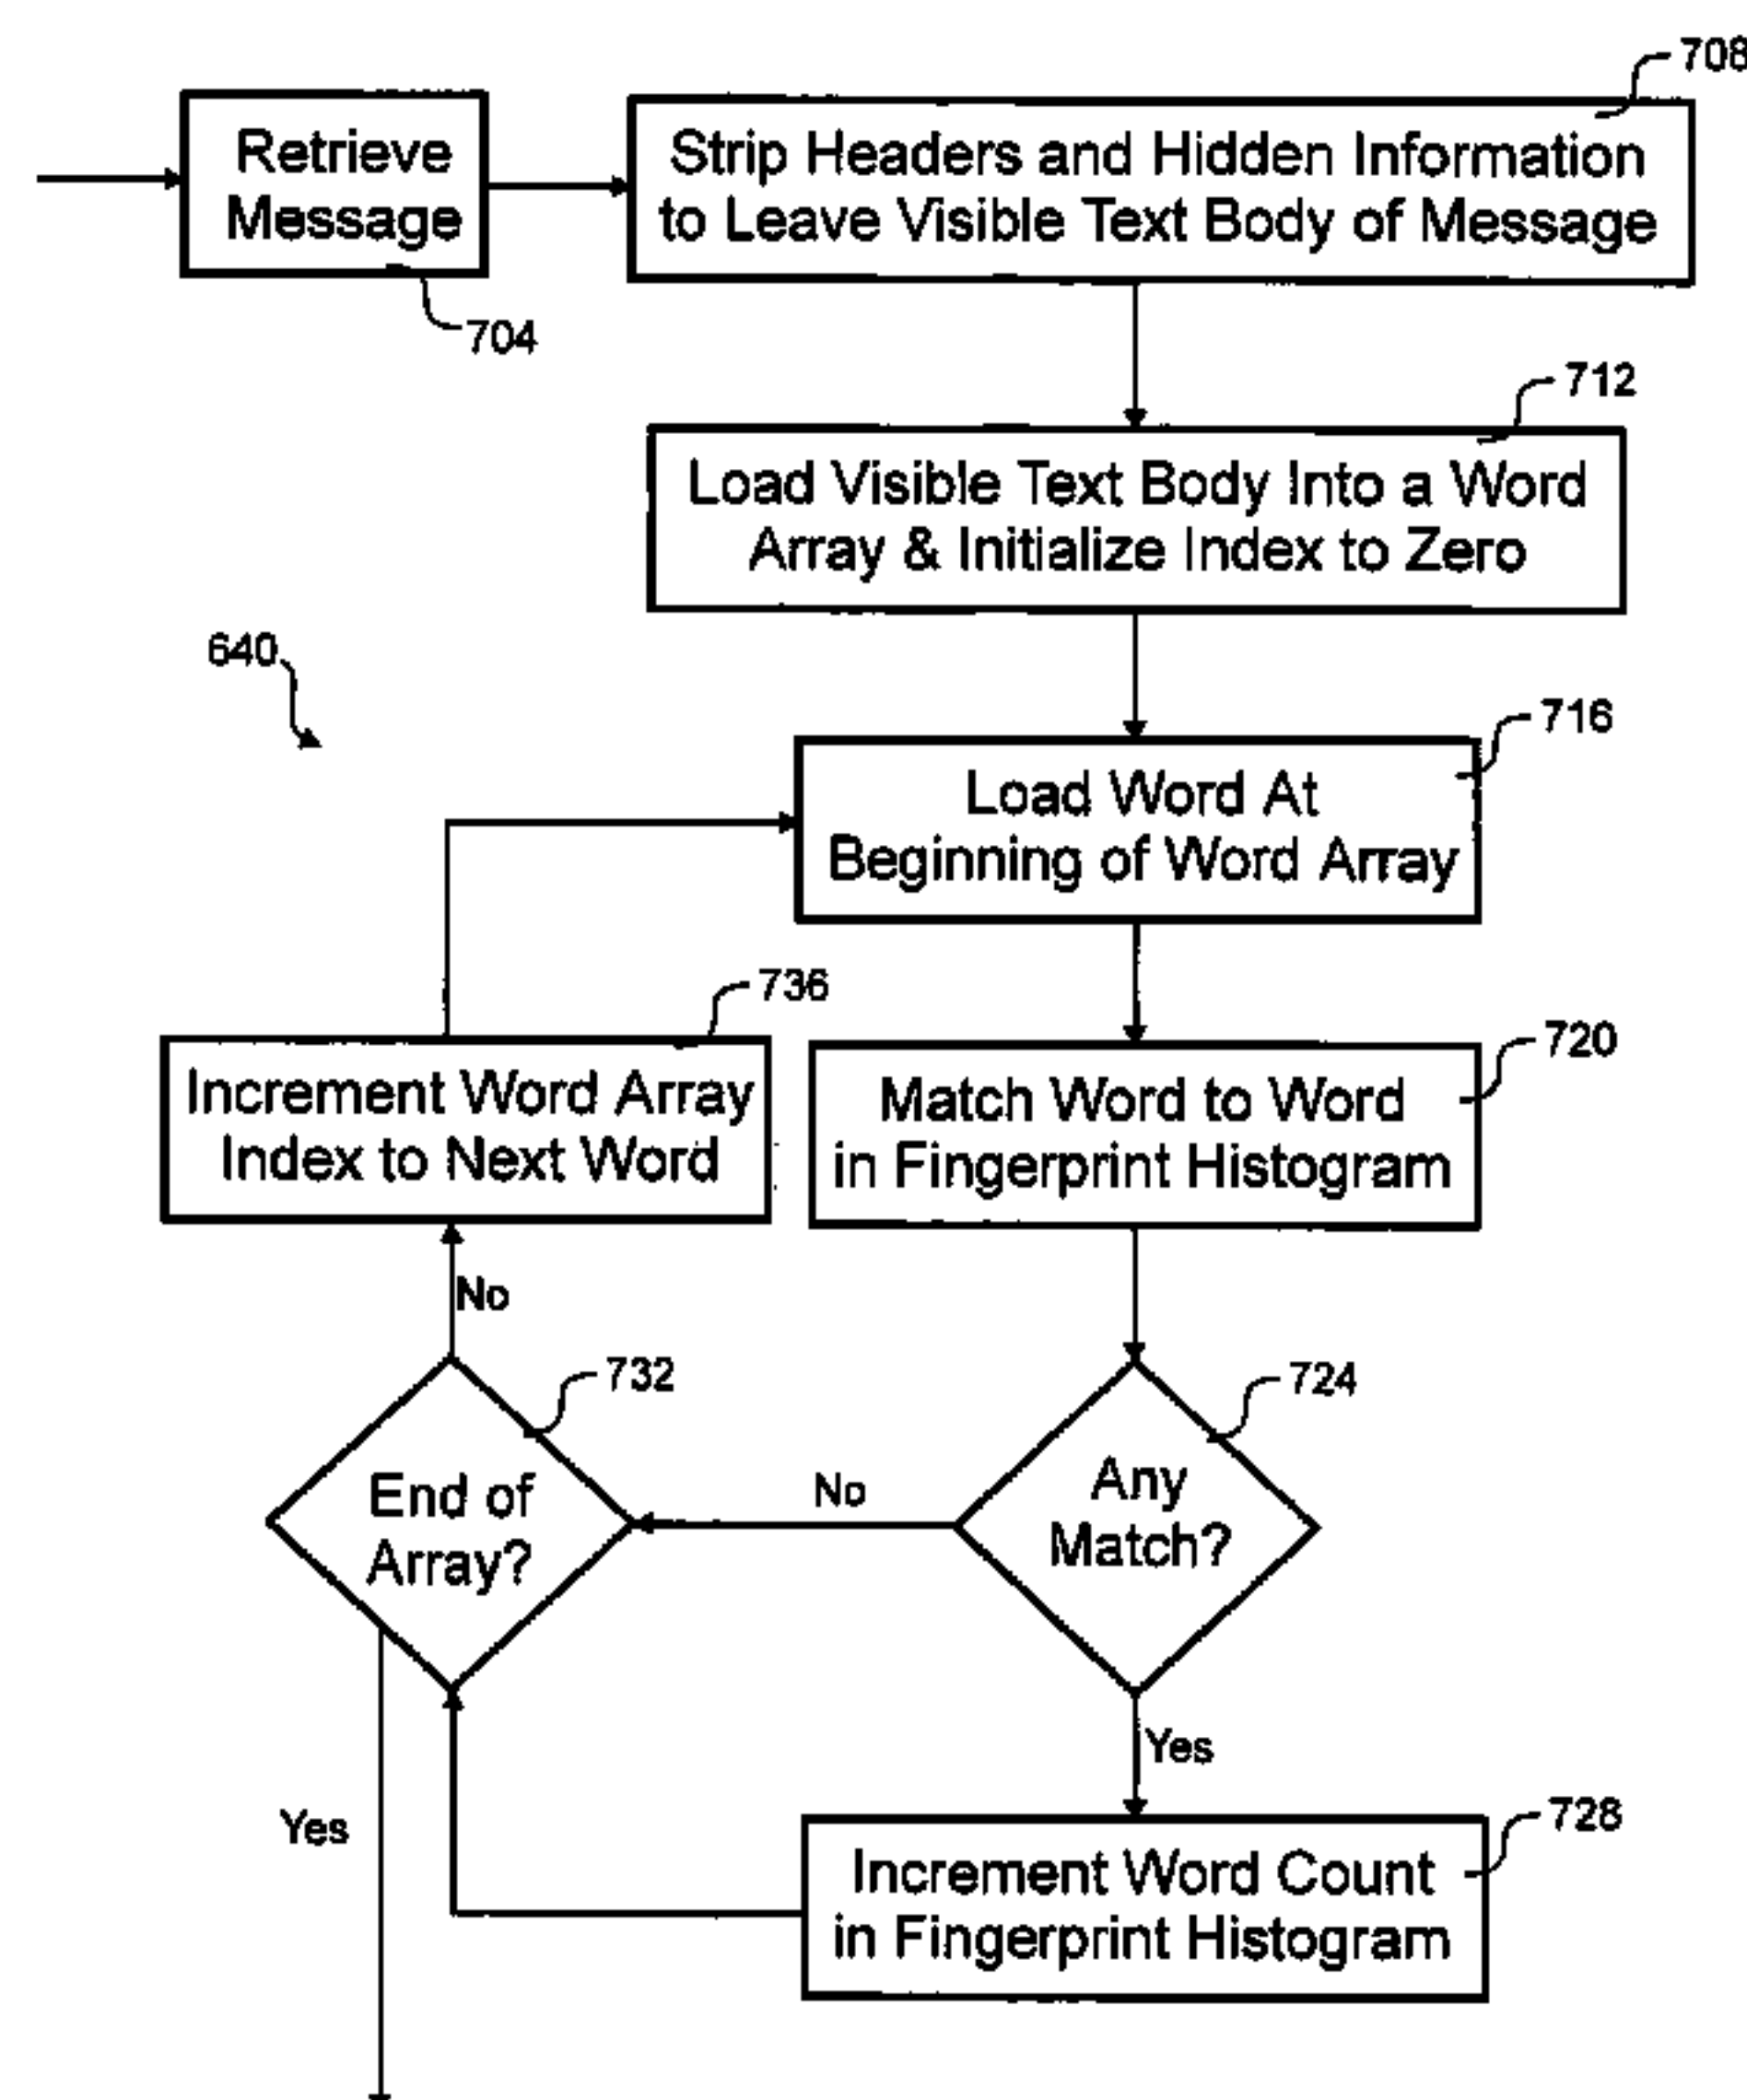 708
Retrieve
Message
704
Strip Headers and Hidden Information
to Leave Visible Text Body of Message
712
Load Visible Text Body Into a Word
Array & Initialize Index to Zero
640
716
Load Word At
Beginning of Word Array
736
Increment Word Array
Index to Next Word
720
Match Word to Word
in Fingerprint Histogram
No
732
End of
Array?
No
724
Any
Match?
Yes
Yes
728
Increment Word Count
in Fingerprint Histogram